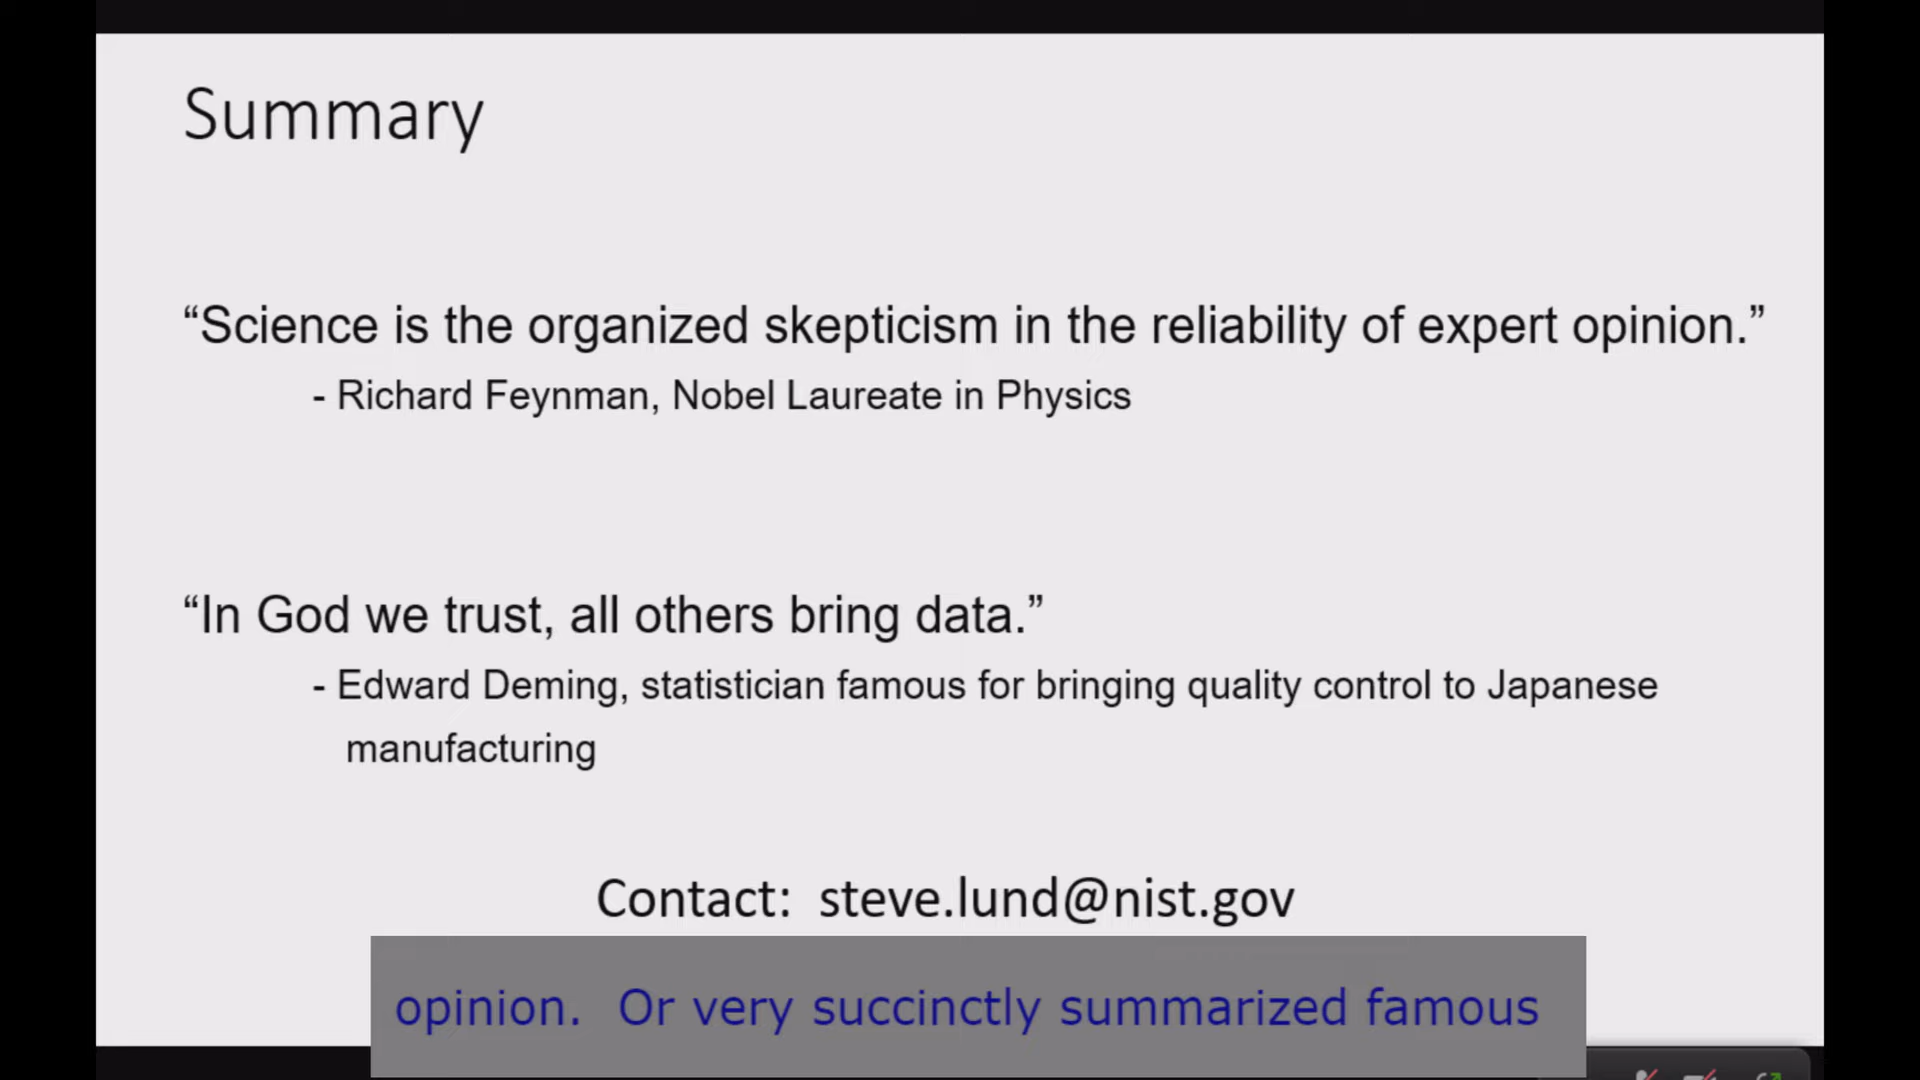 Summary
“Science is the organized skepticism in the reliability of expert opinion.”
- Richard Feynman, Nobel Laureate in Physics
“In God we trust, all others bring data.”
- Edward Deming, statistician famous for bringing quality control to Japanese
manufacturing
Contact:  steve.lund@nist.gov
opinion.  Or very succinctly summarized famous